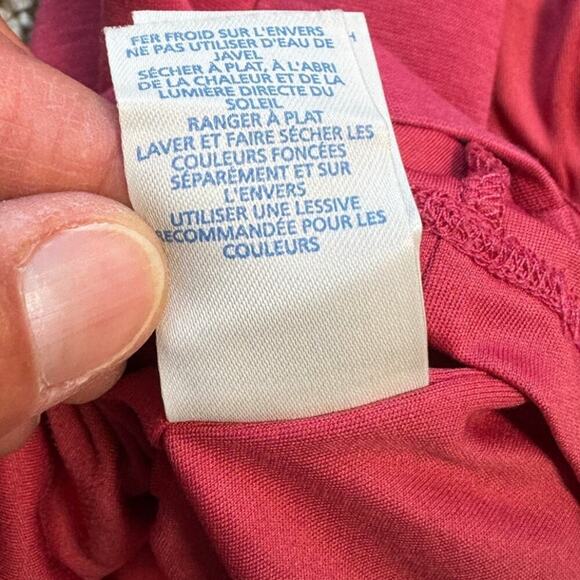 FER FROID SUR L'ENVERS
NE PAS UTILISER D'EAU DE
JAVEL
SÉCHER À PLAT, À L'ABRI
DE LA CHALEUR ET DE LA
LUMIÈRE DIRECTE DU
SOLEIL
RANGER À PLAT
LAVER ET FAIRE SÉCHER LES
COULEURS FONCÉES
SÉPARÉMENT ET SUR
L'ENVERS
UTILISER UNE LESSIVE
RECOMMANDÉE POUR LES
COULEURS